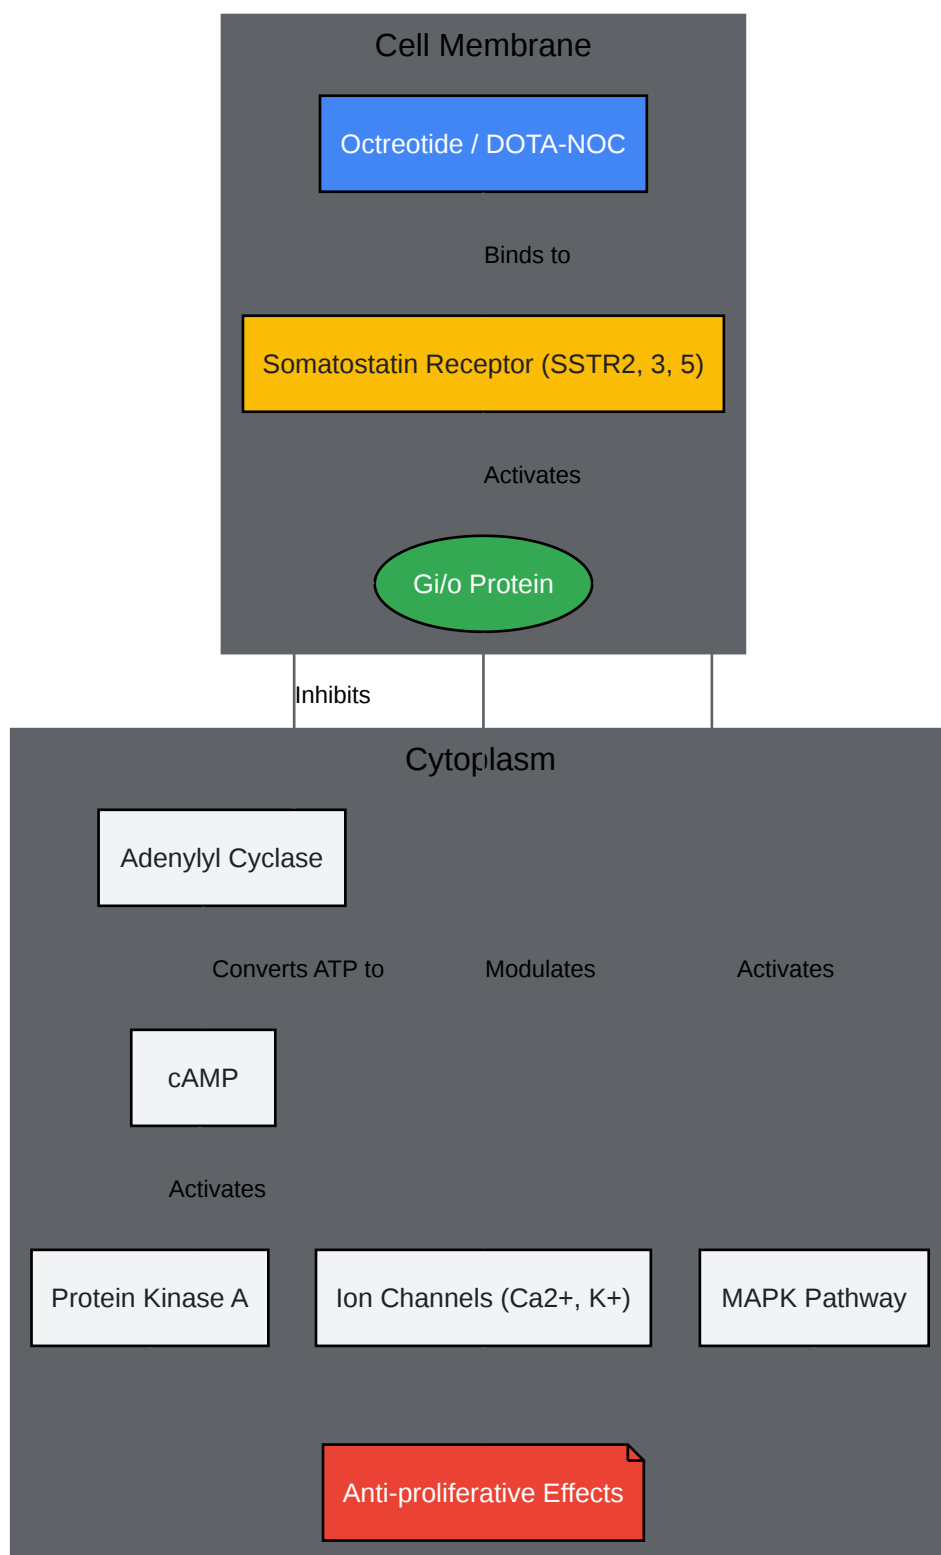 Cell Membrane
Octreotide / DOTA-NOC
Binds to
Somatostatin Receptor (SSTR2, 3, 5)
Activates
Gi/o Protein
Inhibits
Cytoplasm
Adenylyl Cyclase
Converts ATP to
Modulates
Activates
cAMP
Activates
Protein Kinase A
Ion Channels (Ca2+, K+)
MAPK Pathway
Anti-proliferative Effects